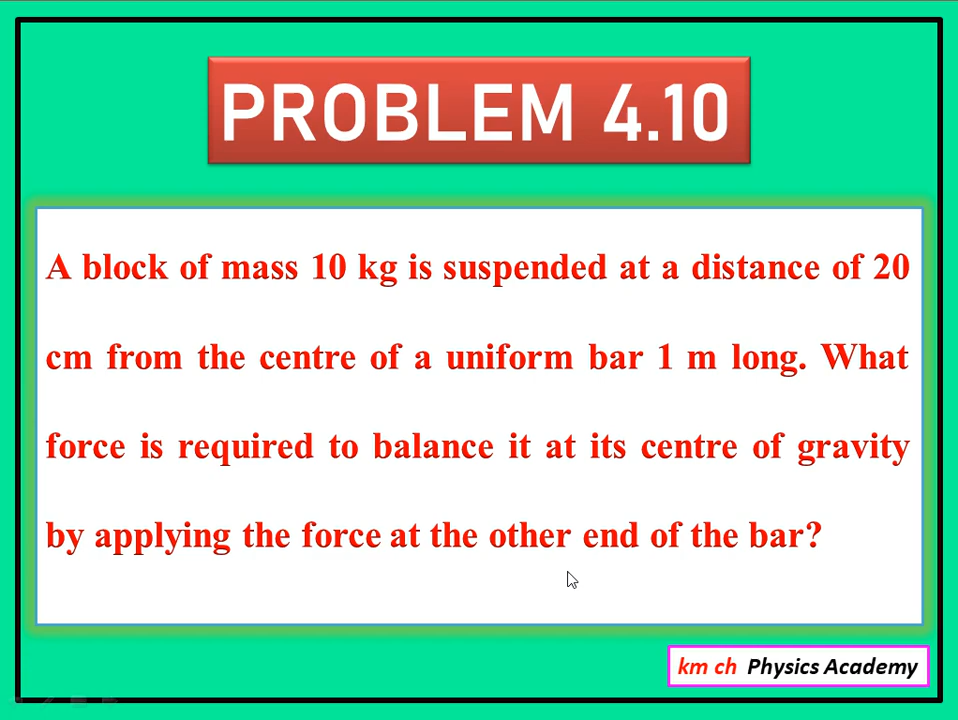 PROBLEM 4.10
A block of mass 10 kg is suspended at a distance of 20
cm from the centre of a uniform bar 1 m long. What
force is required to balance it at its centre of gravity
by applying the force at the other end of the bar?
km ch Physics Academy